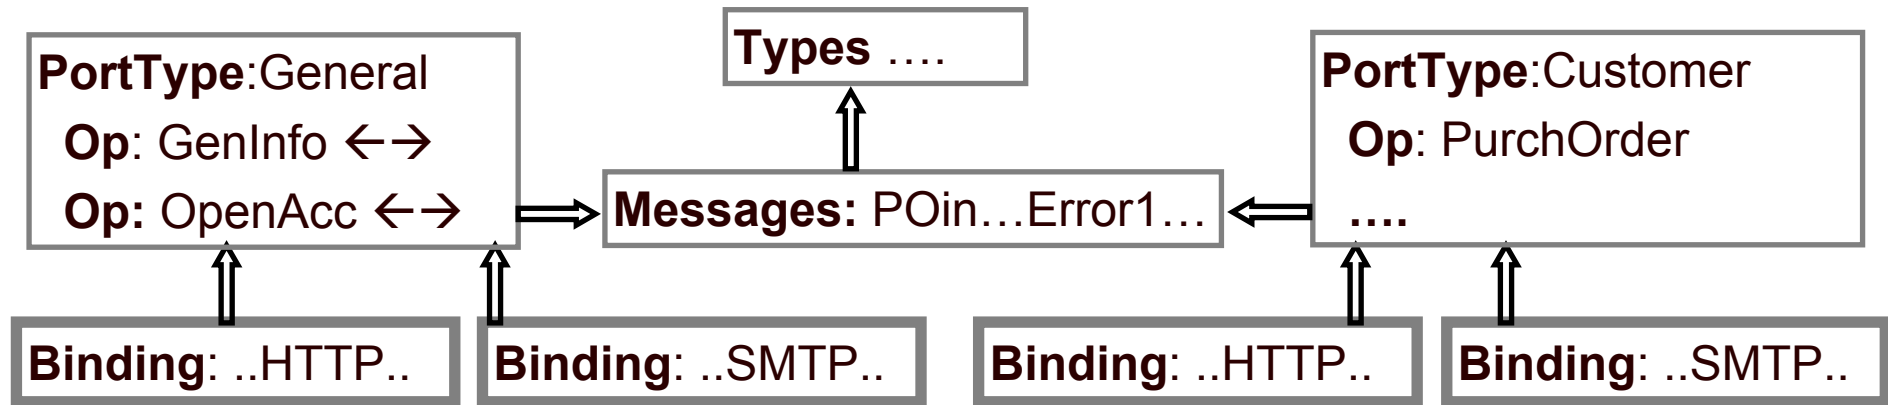 PortType:General
Op: GenInfo ←→
Op: OpenAcc ←→
Types ....
Messages: POin…Error1…
PortType:Customer
Op: PurchOrder
....
Binding: ..HTTP..
Binding: ..SMTP..
Binding: ..HTTP..
Binding: ..SMTP..